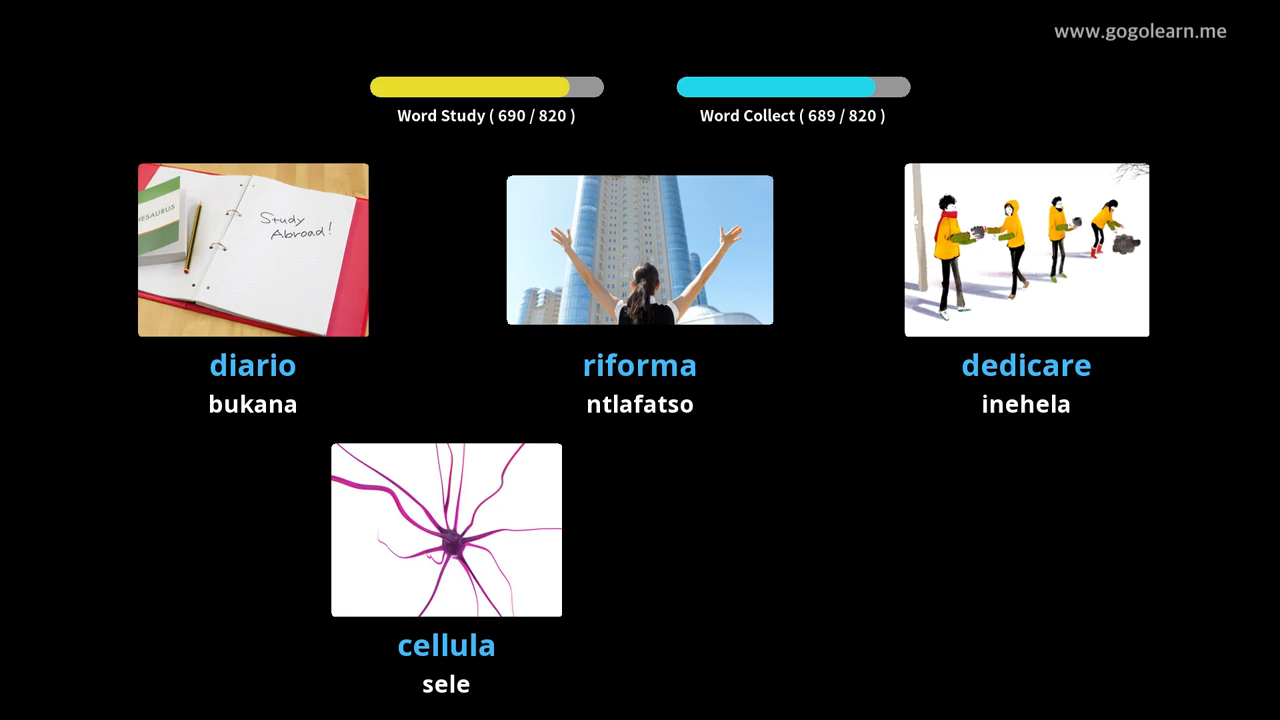 www.gogolearn.me
Word Study ( 690 / 820 )
Word Collect ( 689 / 820 )
HESAURUS
Study
Abroad!
diario
bukana
riforma
ntlafatso
dedicare
inehela
cellula
sele